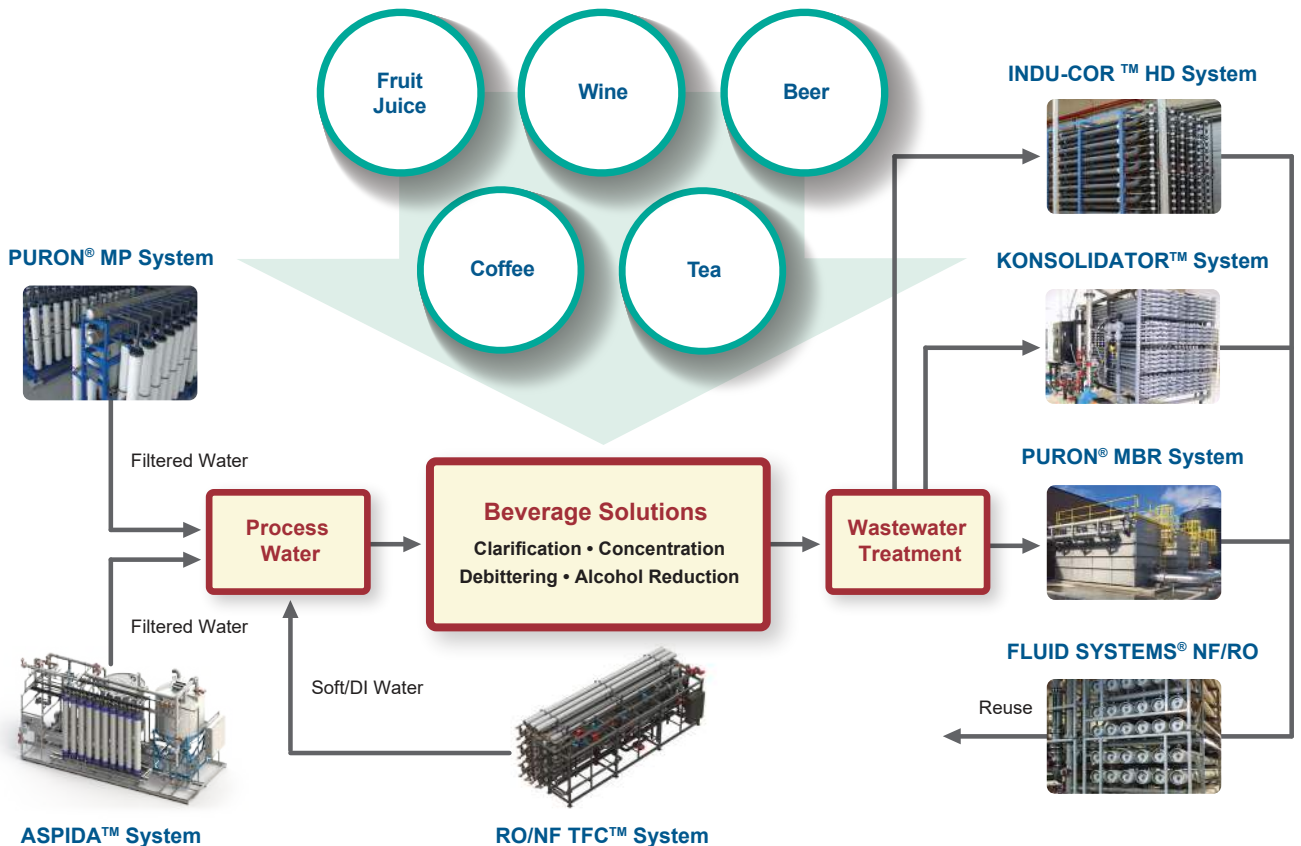 Fruit
Juice
Wine
Beer
Coffee
Tea
INDU-COR ™ HD System
KONSOLIDATOR™ System
PURON® MP System
Filtered Water
Process
Water
Beverage Solutions
Clarification • Concentration
Debittering • Alcohol Reduction
Wastewater
Treatment
PURON® MBR System
Filtered Water
Soft/DI Water
FLUID SYSTEMS® NF/RO
Reuse
ASPIDA™ System
RO/NF TFC™ System